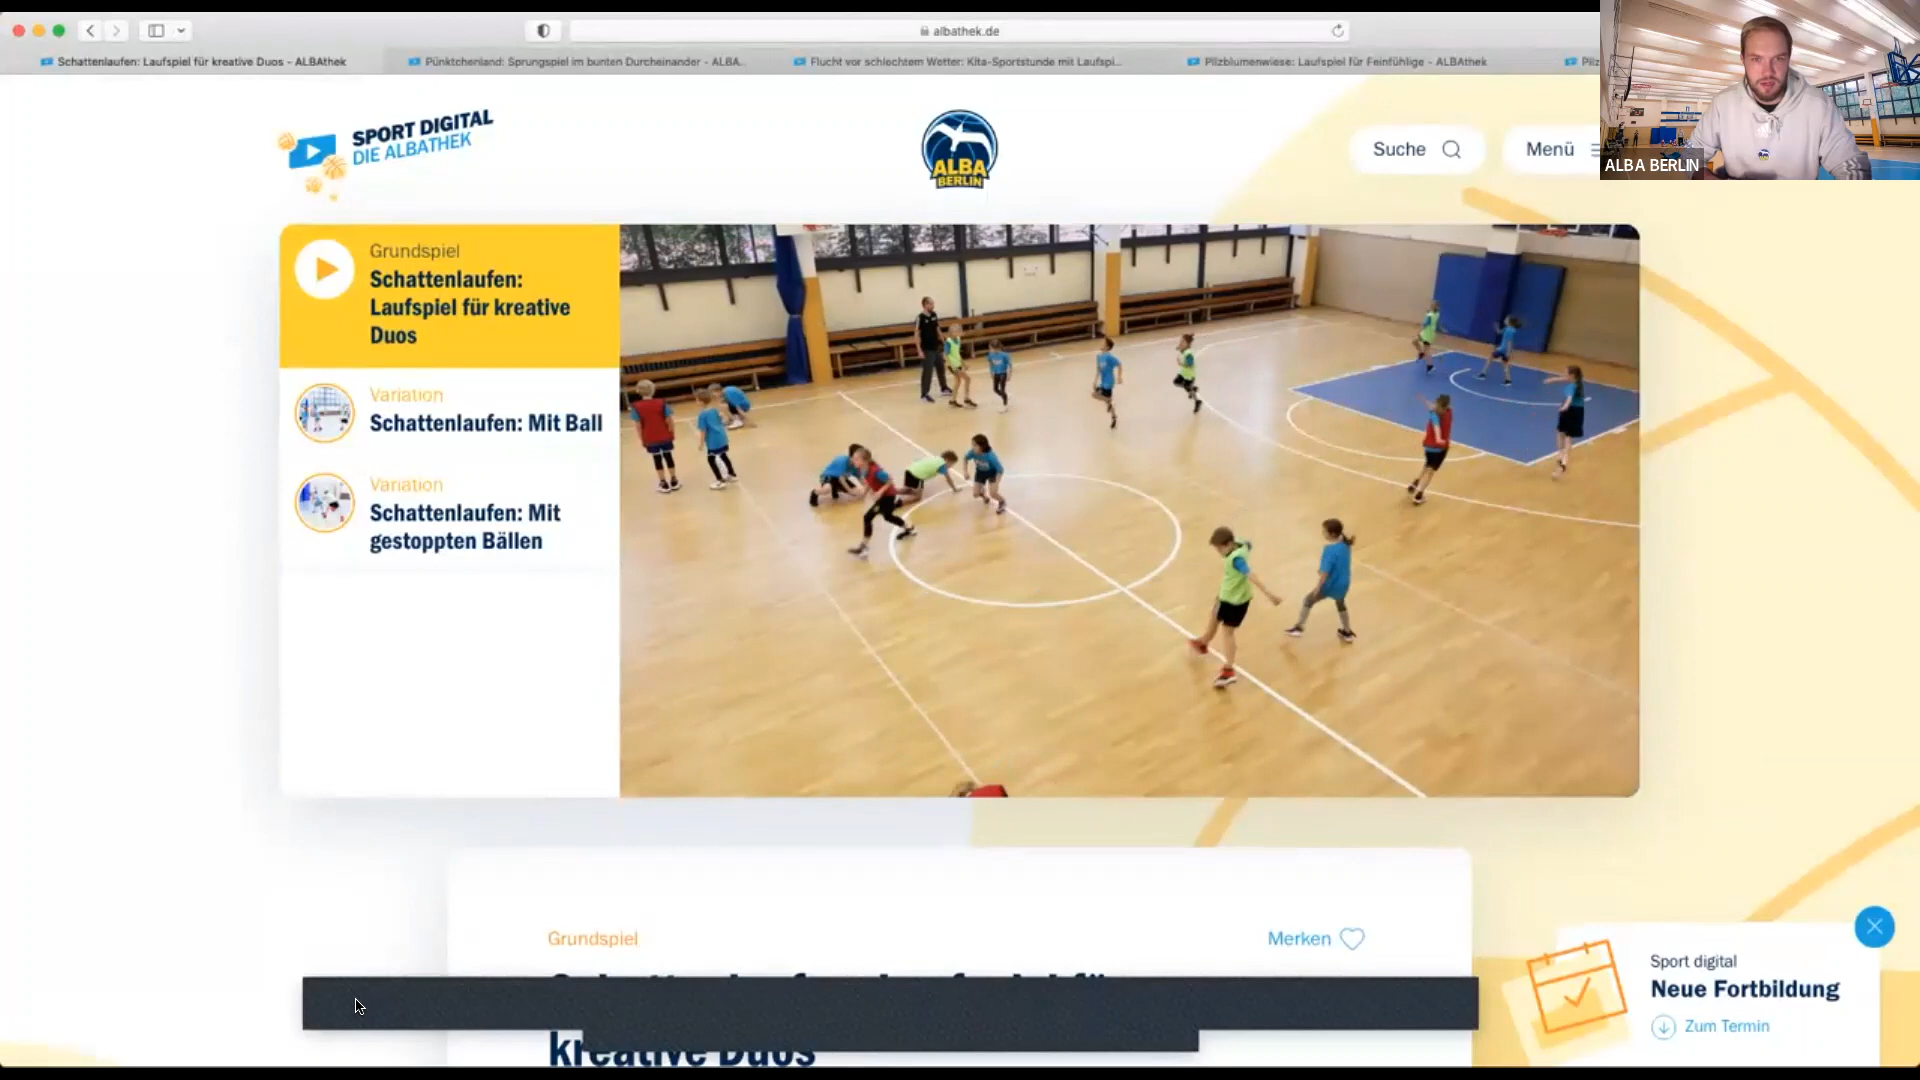 albathek.de
Schattenlaufen: Laufspiel für kreative Duos - ALBAthek
Pünktchenland: Sprungspiel im bunten Durcheinander - ALBA...
Flucht vor schlechtem Wetter: Kita-Sportstunde mit Laufspi...
Pilzblumenwiese: Laufspiel für Feinfühlige - ALBAthek
SPORT DIGITAL
DIE ALBATHEK
ALBA
BERLIN
Suche
Menü
ALBA BERLIN
Grundspiel
Schattenlaufen:
Laufspiel für kreative
Duos
Variation
Schattenlaufen: Mit Ball
Variation
Schattenlaufen: Mit
gestoppten Bällen
Grundspiel
Merken
kreative Duos
Sport digital
Neue Fortbildung
Zum Termin